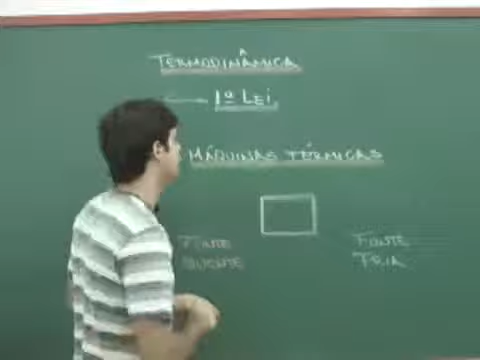 TERMODINÂMICA
1ª LEI
MÁQUINAS TÉRMICAS
FONTE
QUENTE
FONTE
FRIA